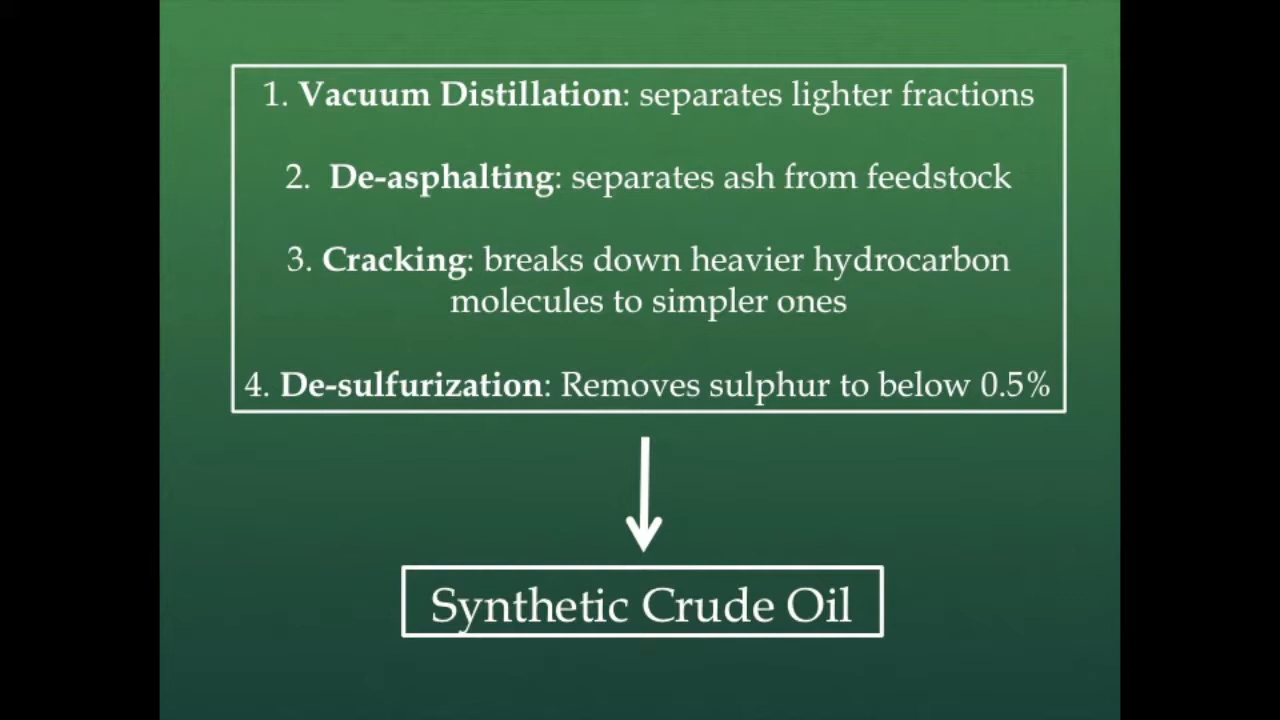 1. Vacuum Distillation: separates lighter fractions
2. De-asphalting: separates ash from feedstock
3. Cracking: breaks down heavier hydrocarbon
molecules to simpler ones
4. De-sulfurization: Removes sulphur to below 0.5%
Synthetic Crude Oil